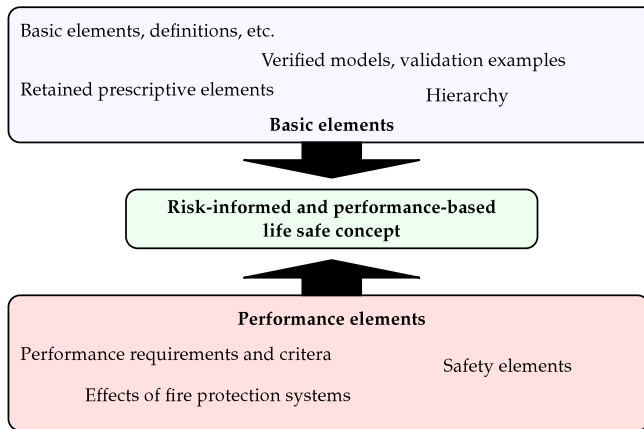 Basic elements, definitions, etc.
Verified models, validation examples
Retained prescriptive elements
Hierarchy
Basic elements
Risk-informed and performance-based
life safe concept
Performance elements
Performance requirements and critera
Safety elements
Effects of fire protection systems